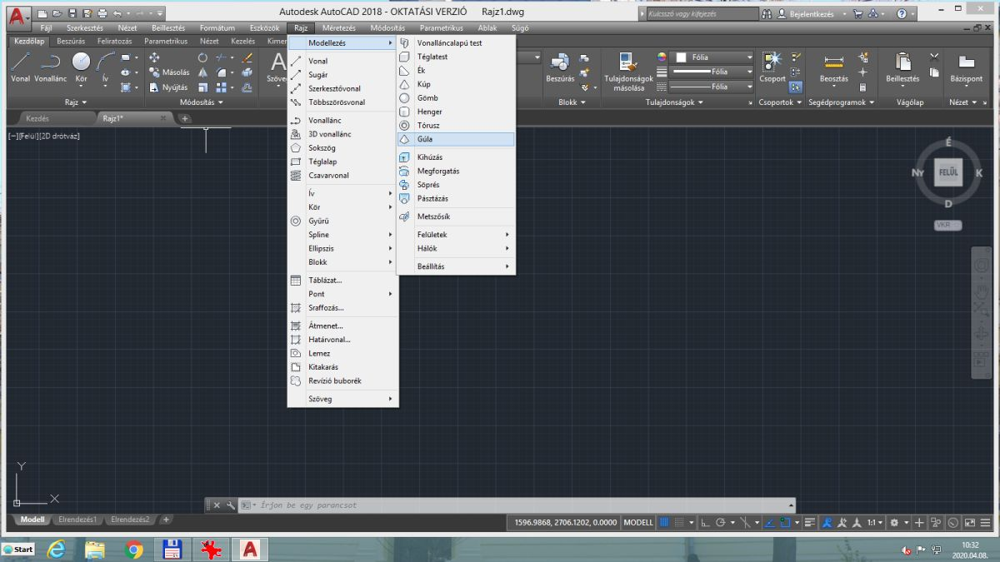 Autodesk AutoCAD 2018 - OKTATÁSI VERZIÓ Rajz1.dwg
Kulcsszó vagy kifejezés
Bejelentkezés
Fájl Szerkesztés Nézet Beillesztés Formátum Eszközök Rajz Méretezés Módosítás Parametrikus Ablak Súgó
Kezdőlap Beszúrás Feliratozás Parametrikus Nézet Kezelés Kimen
Vonal Vonallánc Kör Ív
Másolás
Nyújtás
Rajz
Módosítás
Szöve
Beszúrás
Blokk
Tulajdonságok
másolása
Fólia
Fólia
Fólia
Tulajdonságok
Csoport
Csoportok
Beosztás
Segédprogramok
Beillesztés
Vágólap
Bázispont
Nézet
Kezdés Rajz1*
[−][Felül][2D drótváz]
Modellezés
Vonal
Sugár
Szerkesztővonal
Többszörösvonal
Vonallánc
3D vonallánc
Sokszög
Téglalap
Csavarvonal
Ív
Kör
Gyűrű
Spline
Ellipszis
Blokk
Táblázat...
Pont
Sraffozás...
Átmenet...
Határvonal...
Lemez
Kitakarás
Revízió buborék
Szöveg
Vonalláncalapú test
Téglatest
Ék
Kúp
Gömb
Henger
Tórusz
Gúla
Kihúzás
Megforgatás
Söprés
Pásztázás
Metszősík
Felületek
Hálók
Beállítás
É
Ny FELÜL K
D
VKR
Y
X
Írjon be egy parancsot
Modell Elrendezés1 Elrendezés2 +
1596.9868, 2706.1202, 0.0000 MODELL
1:1
Start
10:32
2020.04.08.